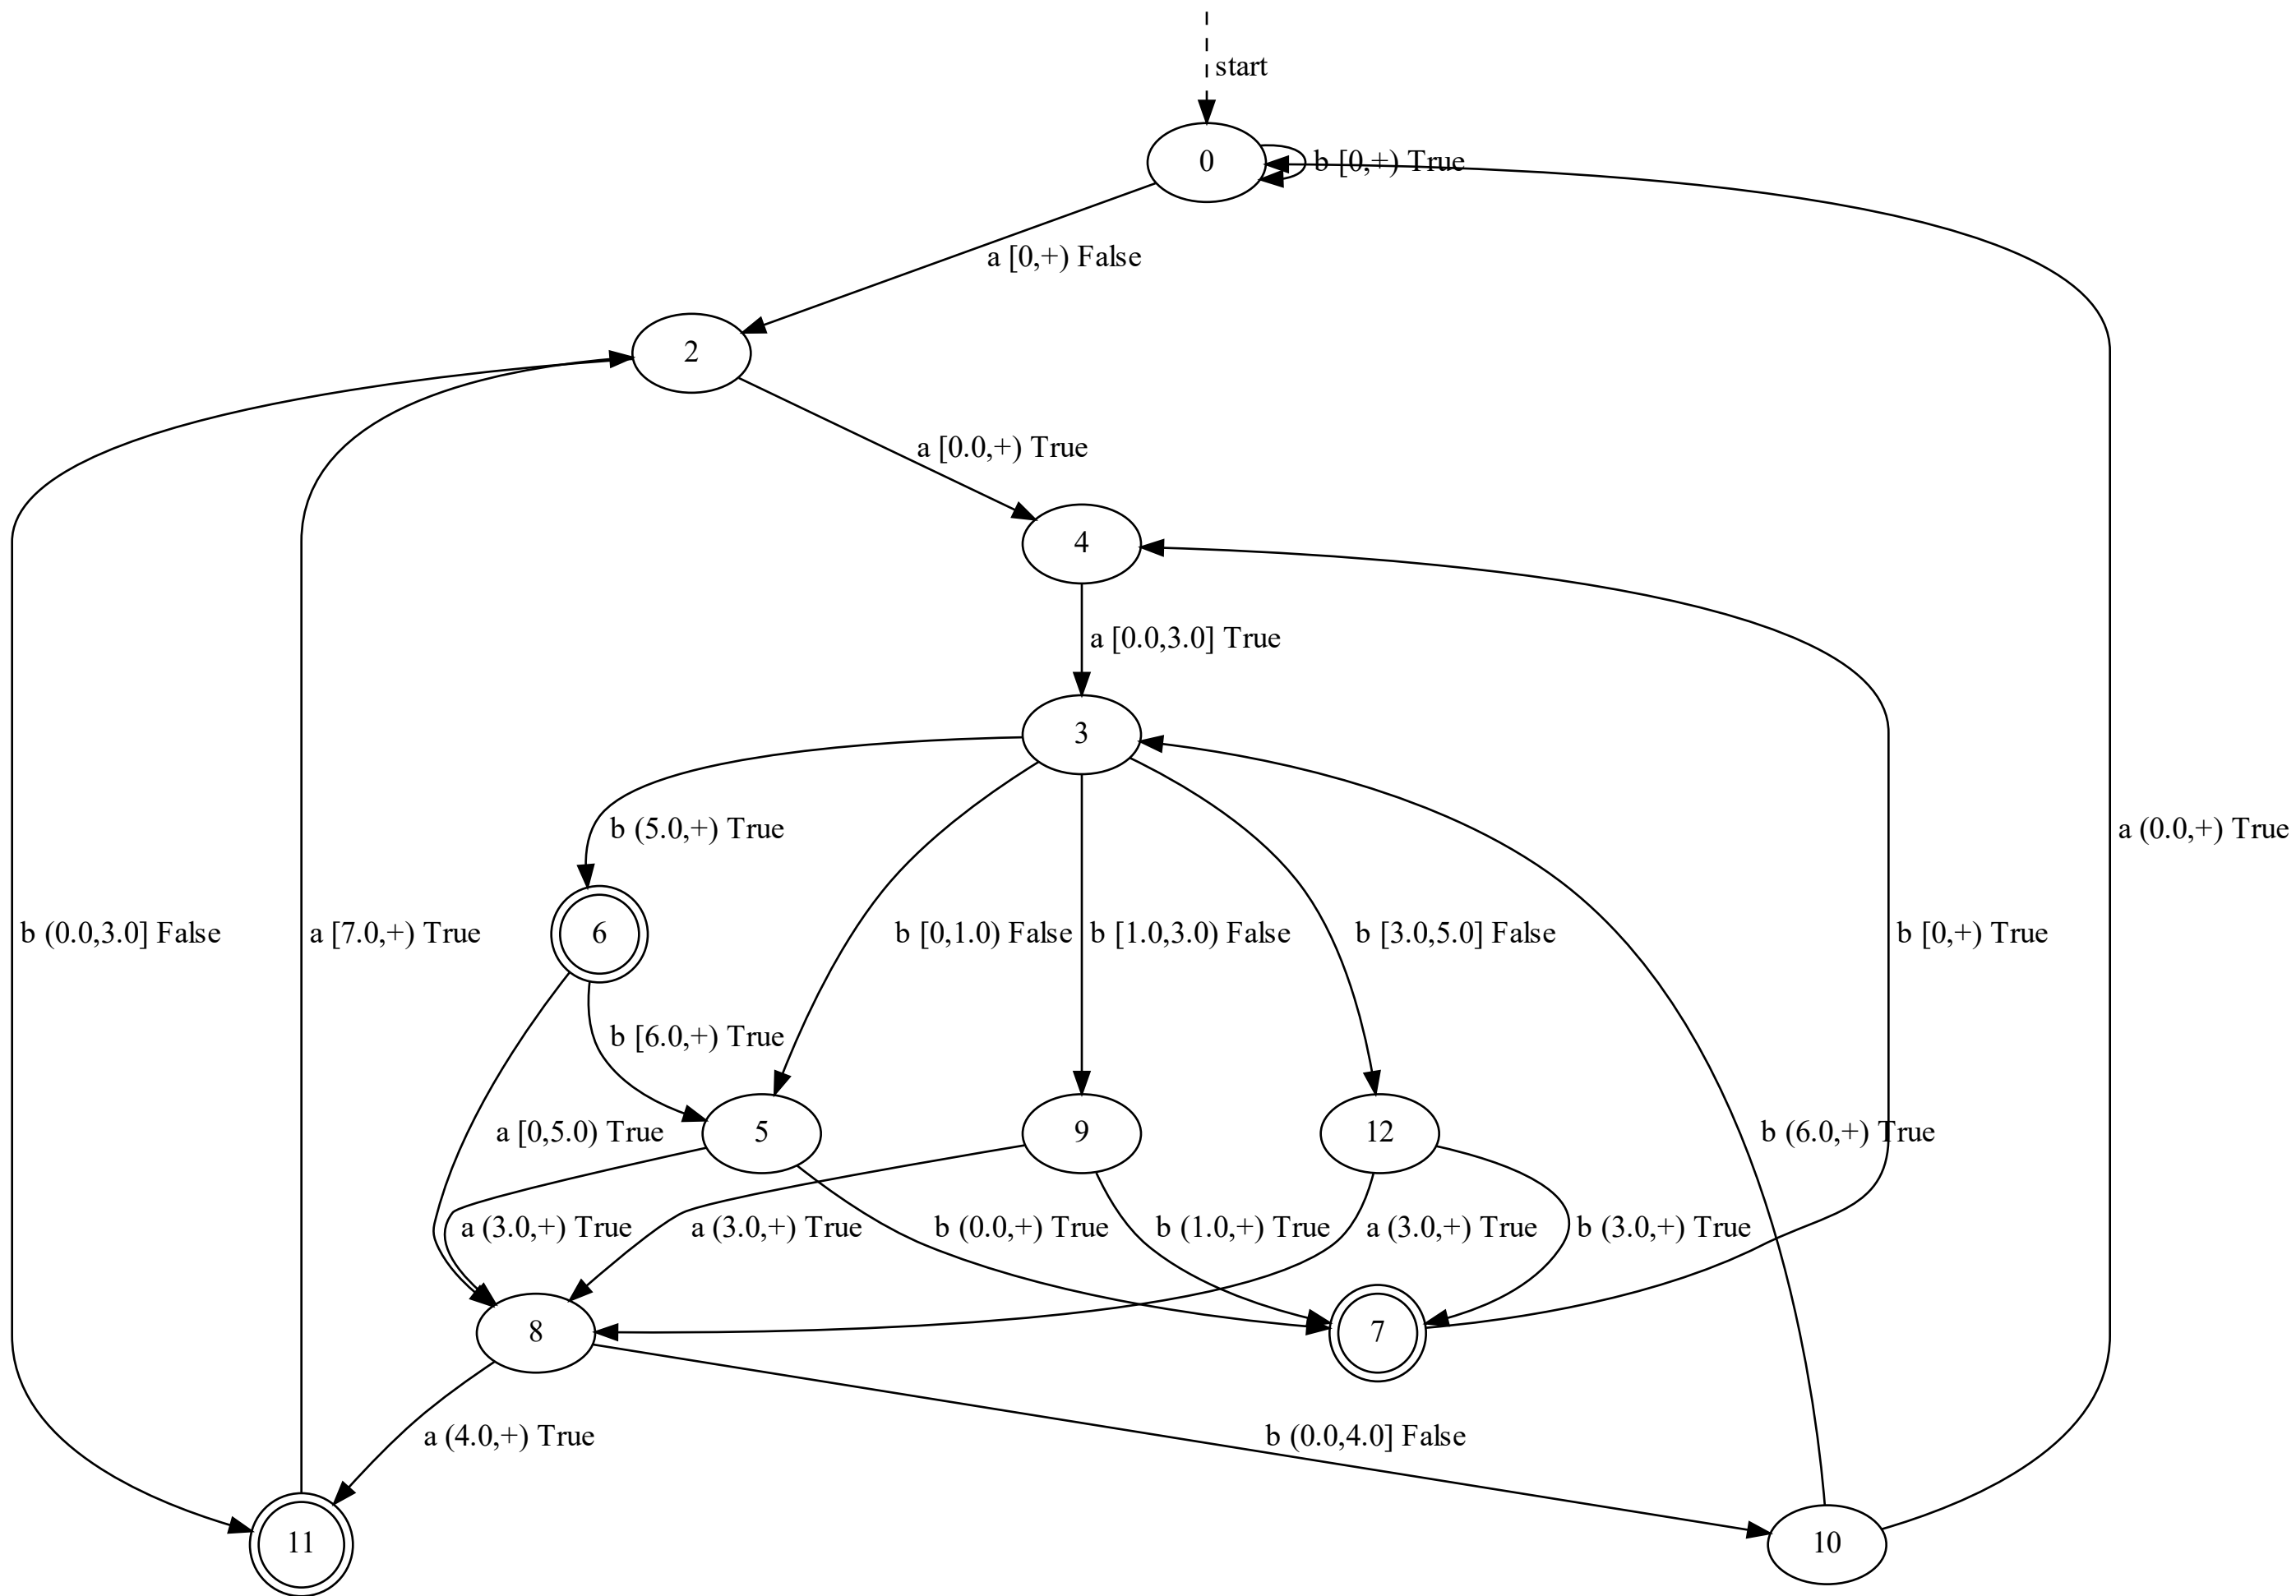 start
0
b [0,+) True
a [0,+) False
2
a [0.0,+) True
4
a [0.0,3.0] True
3
b (5.0,+) True
a (0.0,+) True
b (0.0,3.0] False
a [7.0,+) True
6
b [0,1.0) False
b [1.0,3.0) False
b [3.0,5.0] False
b [0,+) True
b [6.0,+) True
a [0,5.0) True
5
9
12
b (6.0,+) True
a (3.0,+) True
a (3.0,+) True
b (0.0,+) True
b (1.0,+) True
a (3.0,+) True
b (3.0,+) True
8
7
a (4.0,+) True
b (0.0,4.0] False
11
10